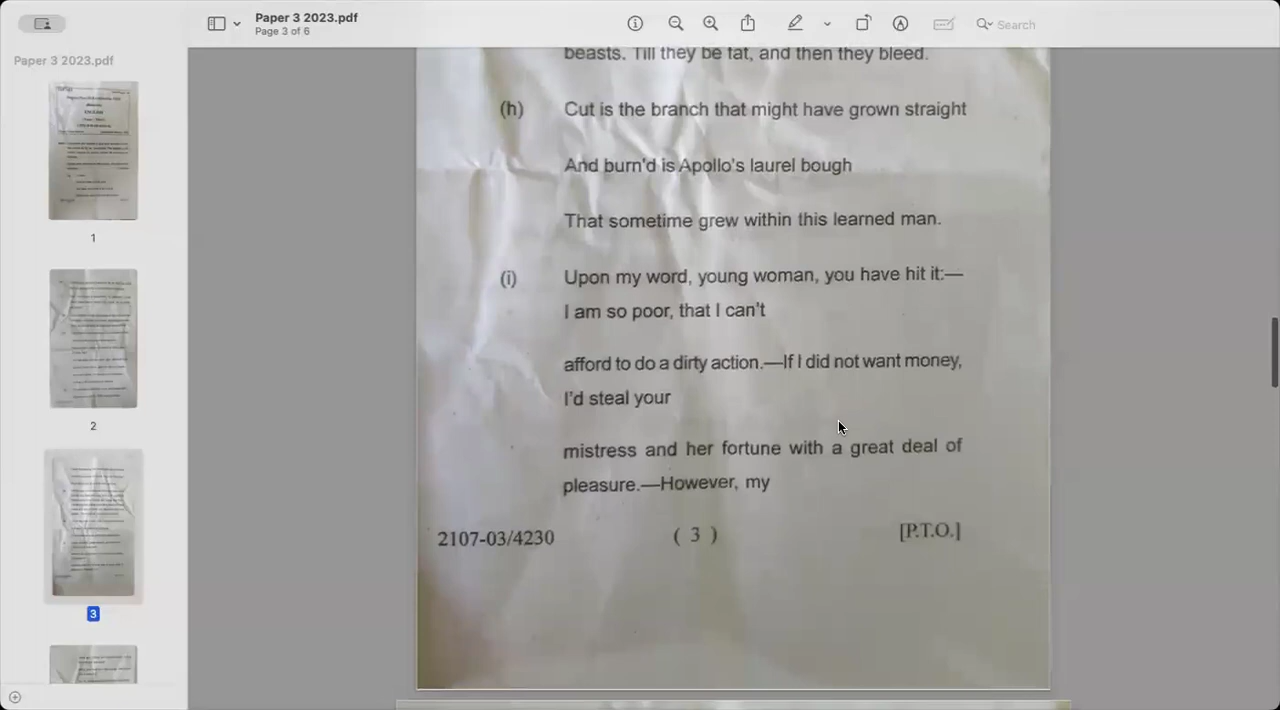 Paper 3 2023.pdf
Page 3 of 6
Search
Paper 3 2023.pdf
1
2
3
beasts. Till they be fat, and then they bleed.
(h) Cut is the branch that might have grown straight
And burn'd is Apollo's laurel bough
That sometime grew within this learned man.
(i) Upon my word, young woman, you have hit it:—
I am so poor, that I can't
afford to do a dirty action.—If I did not want money,
I'd steal your
mistress and her fortune with a great deal of
pleasure.—However, my
2107-03/4230 ( 3 ) [P.T.O.]